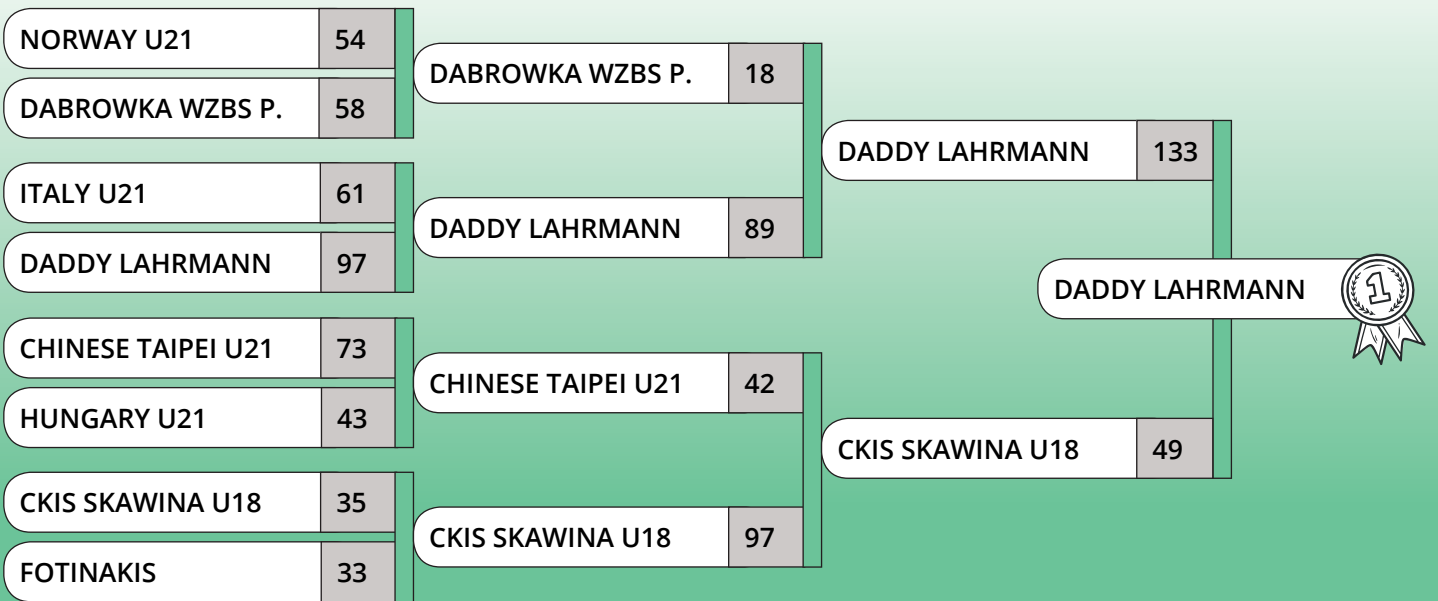 NORWAY U21 54
DABROWKA WZBS P. 58
ITALY U21 61
DADDY LAHRMANN 97
CHINESE TAIPEI U21 73
HUNGARY U21 43
CKIS SKAWINA U18 35
FOTINAKIS 33
DABROWKA WZBS P. 18
DADDY LAHRMANN 89
CHINESE TAIPEI U21 42
CKIS SKAWINA U18 97
DADDY LAHRMANN 133
CKIS SKAWINA U18 49
DADDY LAHRMANN 1